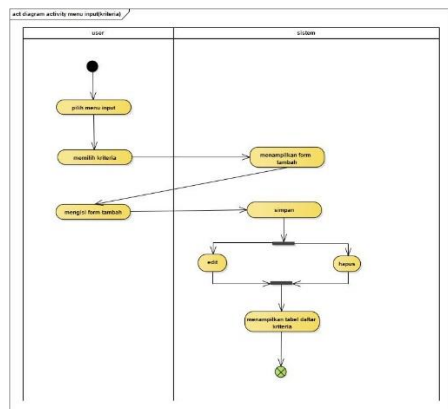 act diagram activity menu input(kriteria)
user
sistem
pilih menu input
memilih kriteria
menampilkan form
tambah
mengisi form tambah
simpan
edit
hapus
menampilkan tabel daftar
kriteria